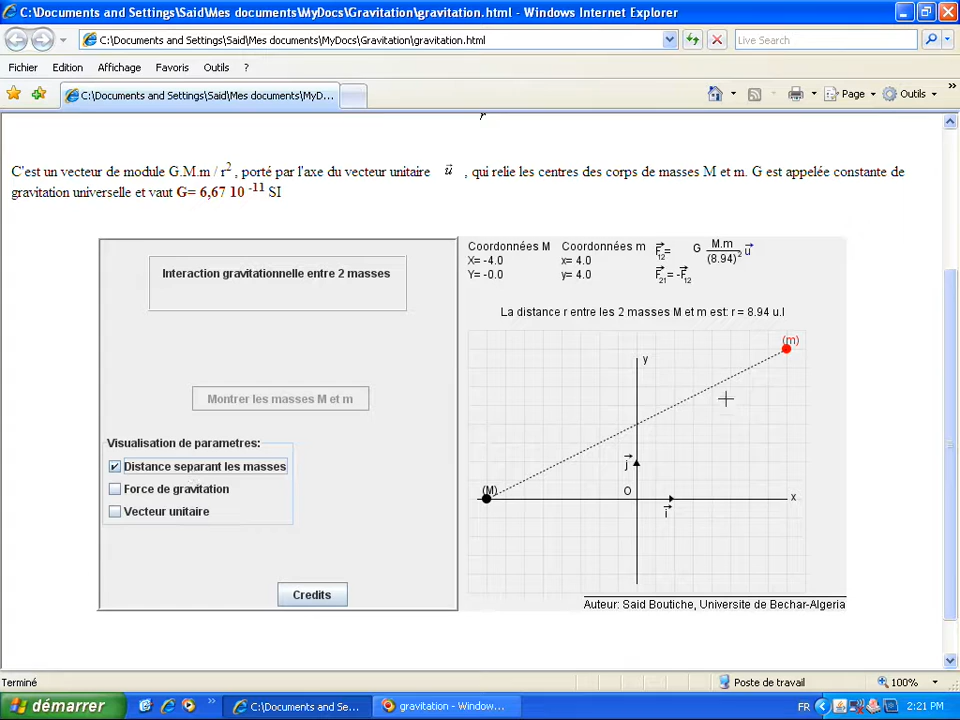 C:\Documents and Settings\Said\Mes documents\MyDocs\Gravitation\gravitation.html - Windows Internet Explorer
C:\Documents and Settings\Said\Mes documents\MyDocs\Gravitation\gravitation.html
Live Search
Fichier Edition Affichage Favoris Outils ?
C:\Documents and Settings\Said\Mes documents\MyD... Page Outils »
C'est un vecteur de module G.M.m / r², porté par l'axe du vecteur unitaire u⃗ , qui relie les centres des corps de masses M et m. G est appelée constante de
gravitation universelle et vaut G= 6,67 10 ⁻¹¹ SI
Interaction gravitationnelle entre 2 masses
Montrer les masses M et m
Visualisation de parametres:
Distance separant les masses
Force de gravitation
Vecteur unitaire
Credits
Coordonnées M
X= -4.0
Y= -0.0
Coordonnées m
x= 4.0
y= 4.0
F⃗12= G M.m/(8.94)² u⃗
F⃗21= -F⃗12
La distance r entre les 2 masses M et m est: r = 8.94 u.l
(m)
y
j⃗
(M)
O
x
i⃗
Auteur: Said Boutiche, Universite de Bechar-Algeria
Terminé Poste de travail 100%
démarrer » C:\Documents and Se... gravitation - Window... FR 2:21 PM